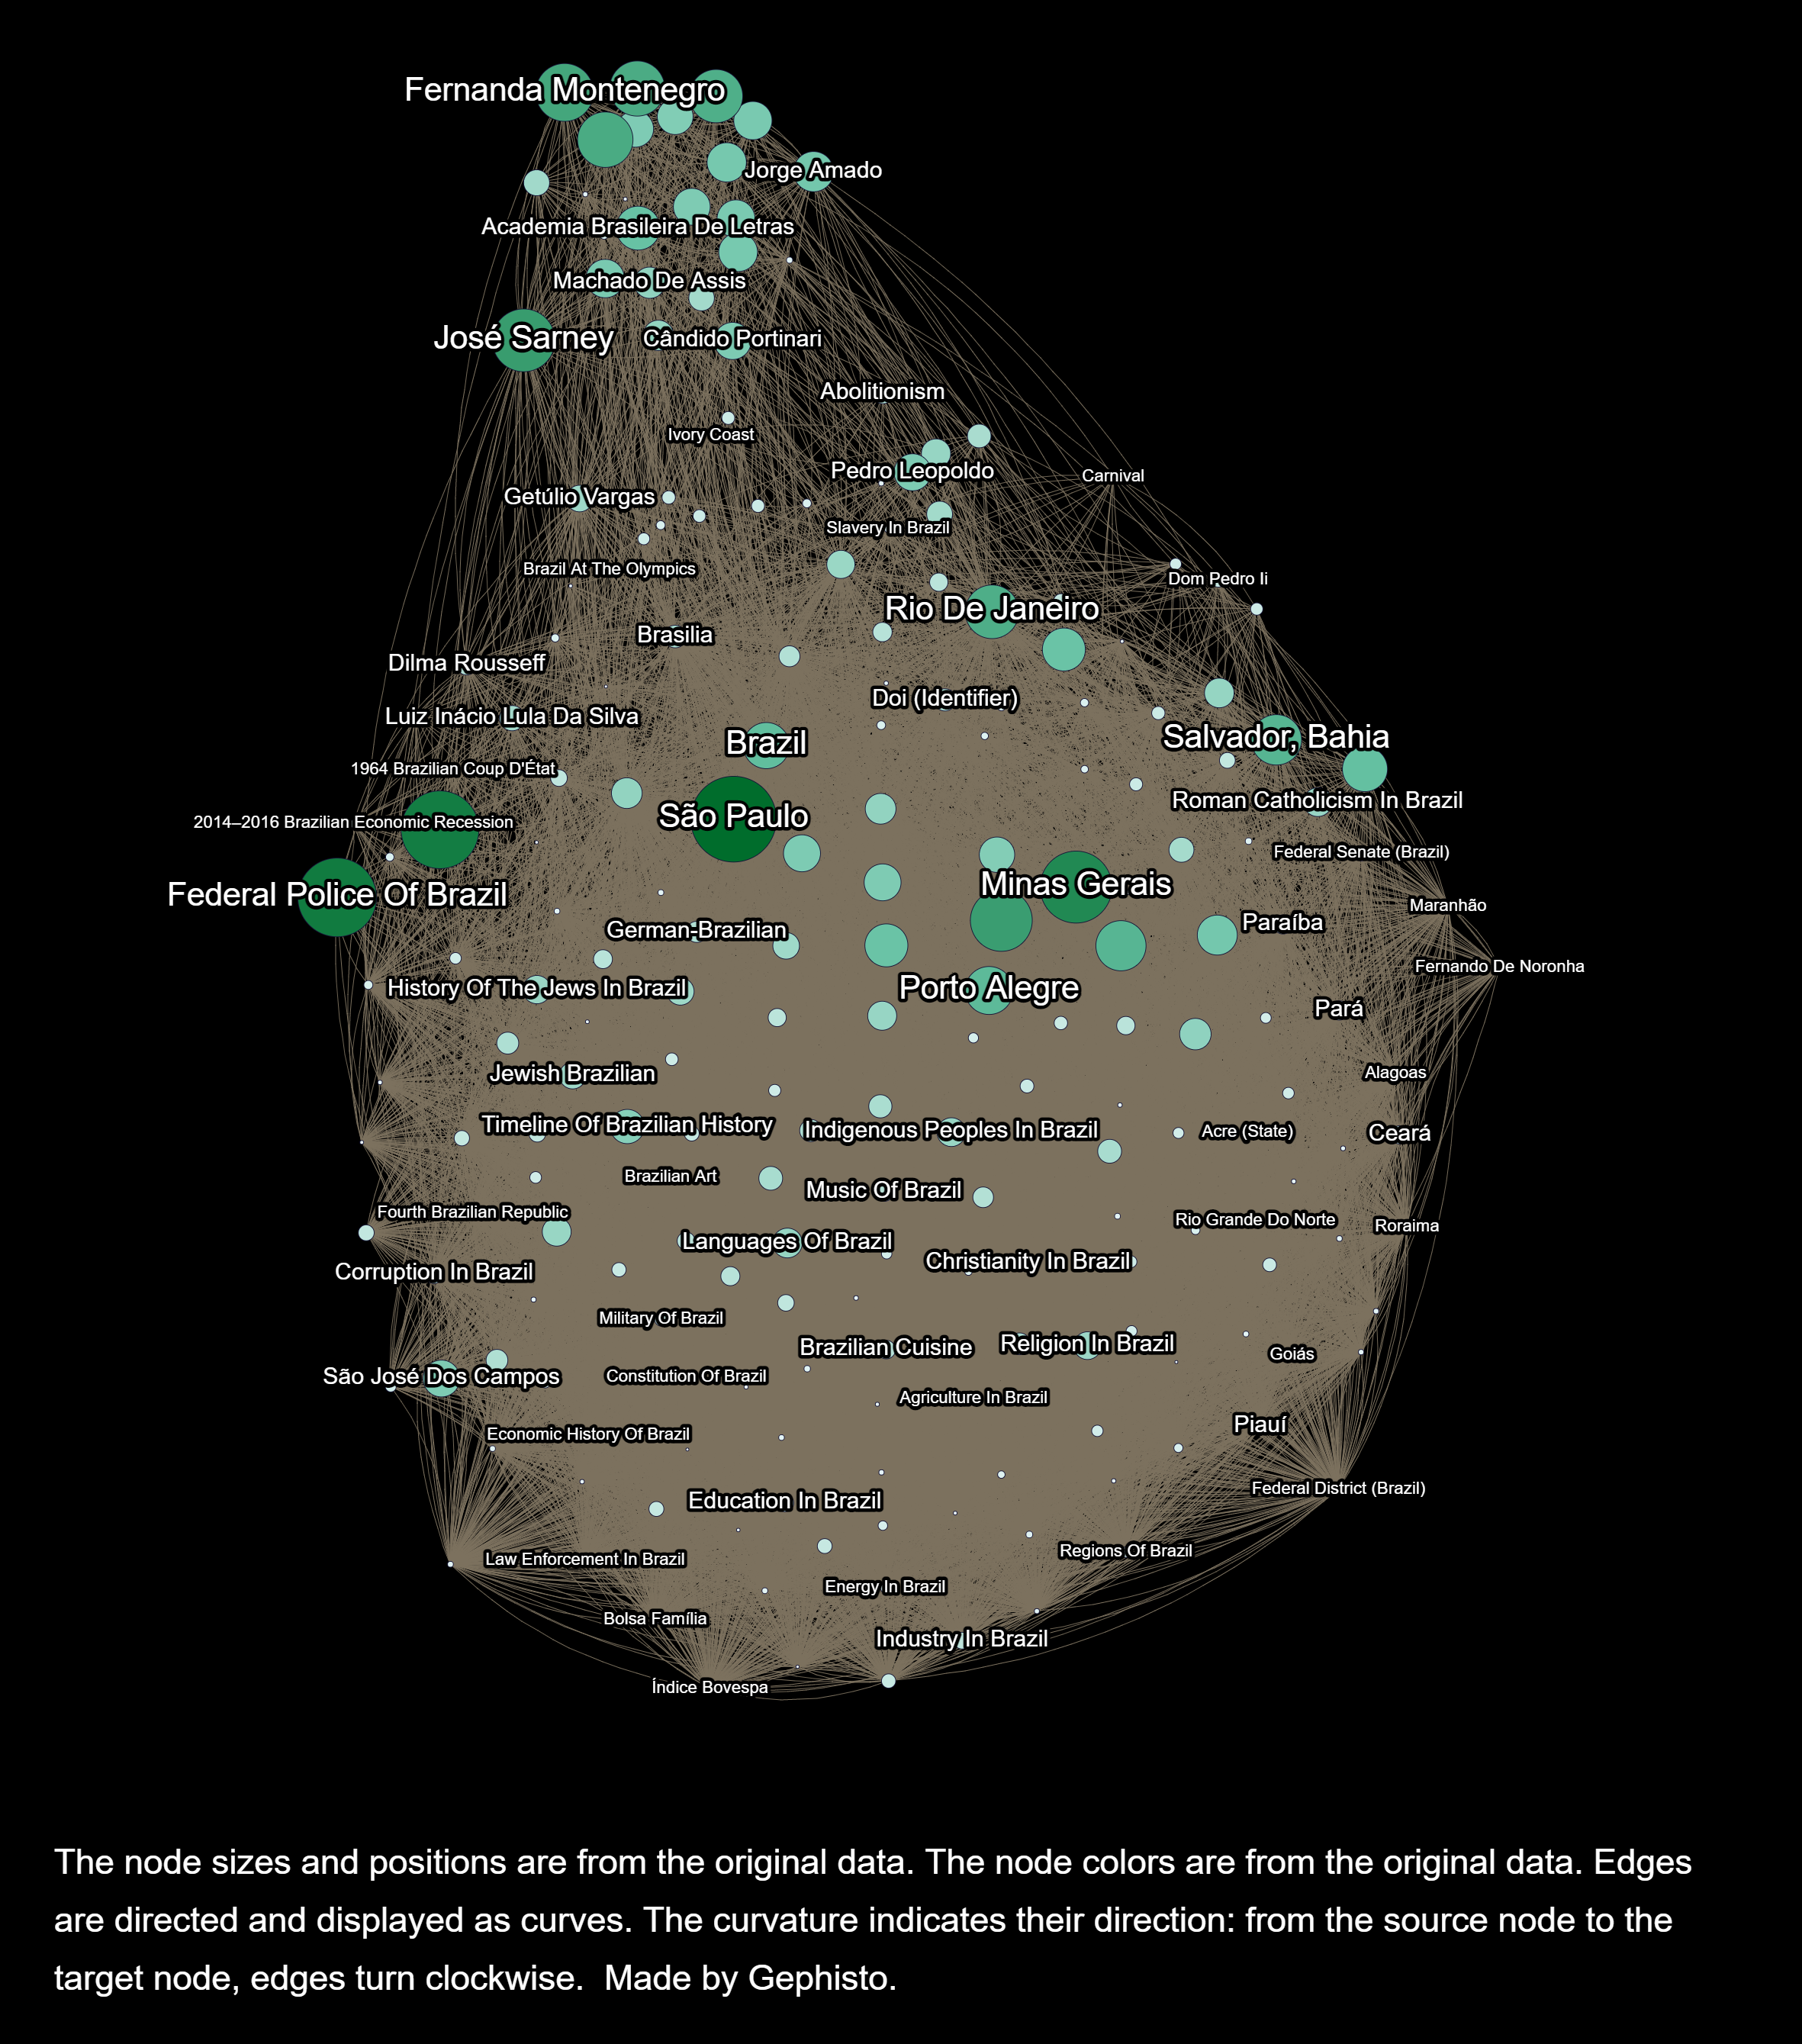 Fernanda Montenegro
Jorge Amado
Academia Brasileira De Letras
Machado De Assis
José Sarney
Cândido Portinari
Abolitionism
Ivory Coast
Pedro Leopoldo
Carnival
Getúlio Vargas
Slavery In Brazil
Brazil At The Olympics
Dom Pedro Ii
Rio De Janeiro
Brasilia
Dilma Rousseff
Doi (Identifier)
Luiz Inácio Lula Da Silva
Salvador, Bahia
Brazil
1964 Brazilian Coup D'État
Roman Catholicism In Brazil
São Paulo
2014–2016 Brazilian Economic Recession
Federal Senate (Brazil)
Minas Gerais
Federal Police Of Brazil
Maranhão
Paraíba
German-Brazilian
Fernando De Noronha
History Of The Jews In Brazil
Porto Alegre
Pará
Alagoas
Jewish Brazilian
Timeline Of Brazilian History
Indigenous Peoples In Brazil
Acre (State)
Ceará
Brazilian Art
Music Of Brazil
Fourth Brazilian Republic
Rio Grande Do Norte
Roraima
Languages Of Brazil
Christianity In Brazil
Corruption In Brazil
Military Of Brazil
Religion In Brazil
Brazilian Cuisine
Goiás
São José Dos Campos
Constitution Of Brazil
Agriculture In Brazil
Piauí
Economic History Of Brazil
Federal District (Brazil)
Education In Brazil
Regions Of Brazil
Law Enforcement In Brazil
Energy In Brazil
Bolsa Família
Industry In Brazil
Índice Bovespa
The node sizes and positions are from the original data. The node colors are from the original data. Edges
are directed and displayed as curves. The curvature indicates their direction: from the source node to the
target node, edges turn clockwise.  Made by Gephisto.